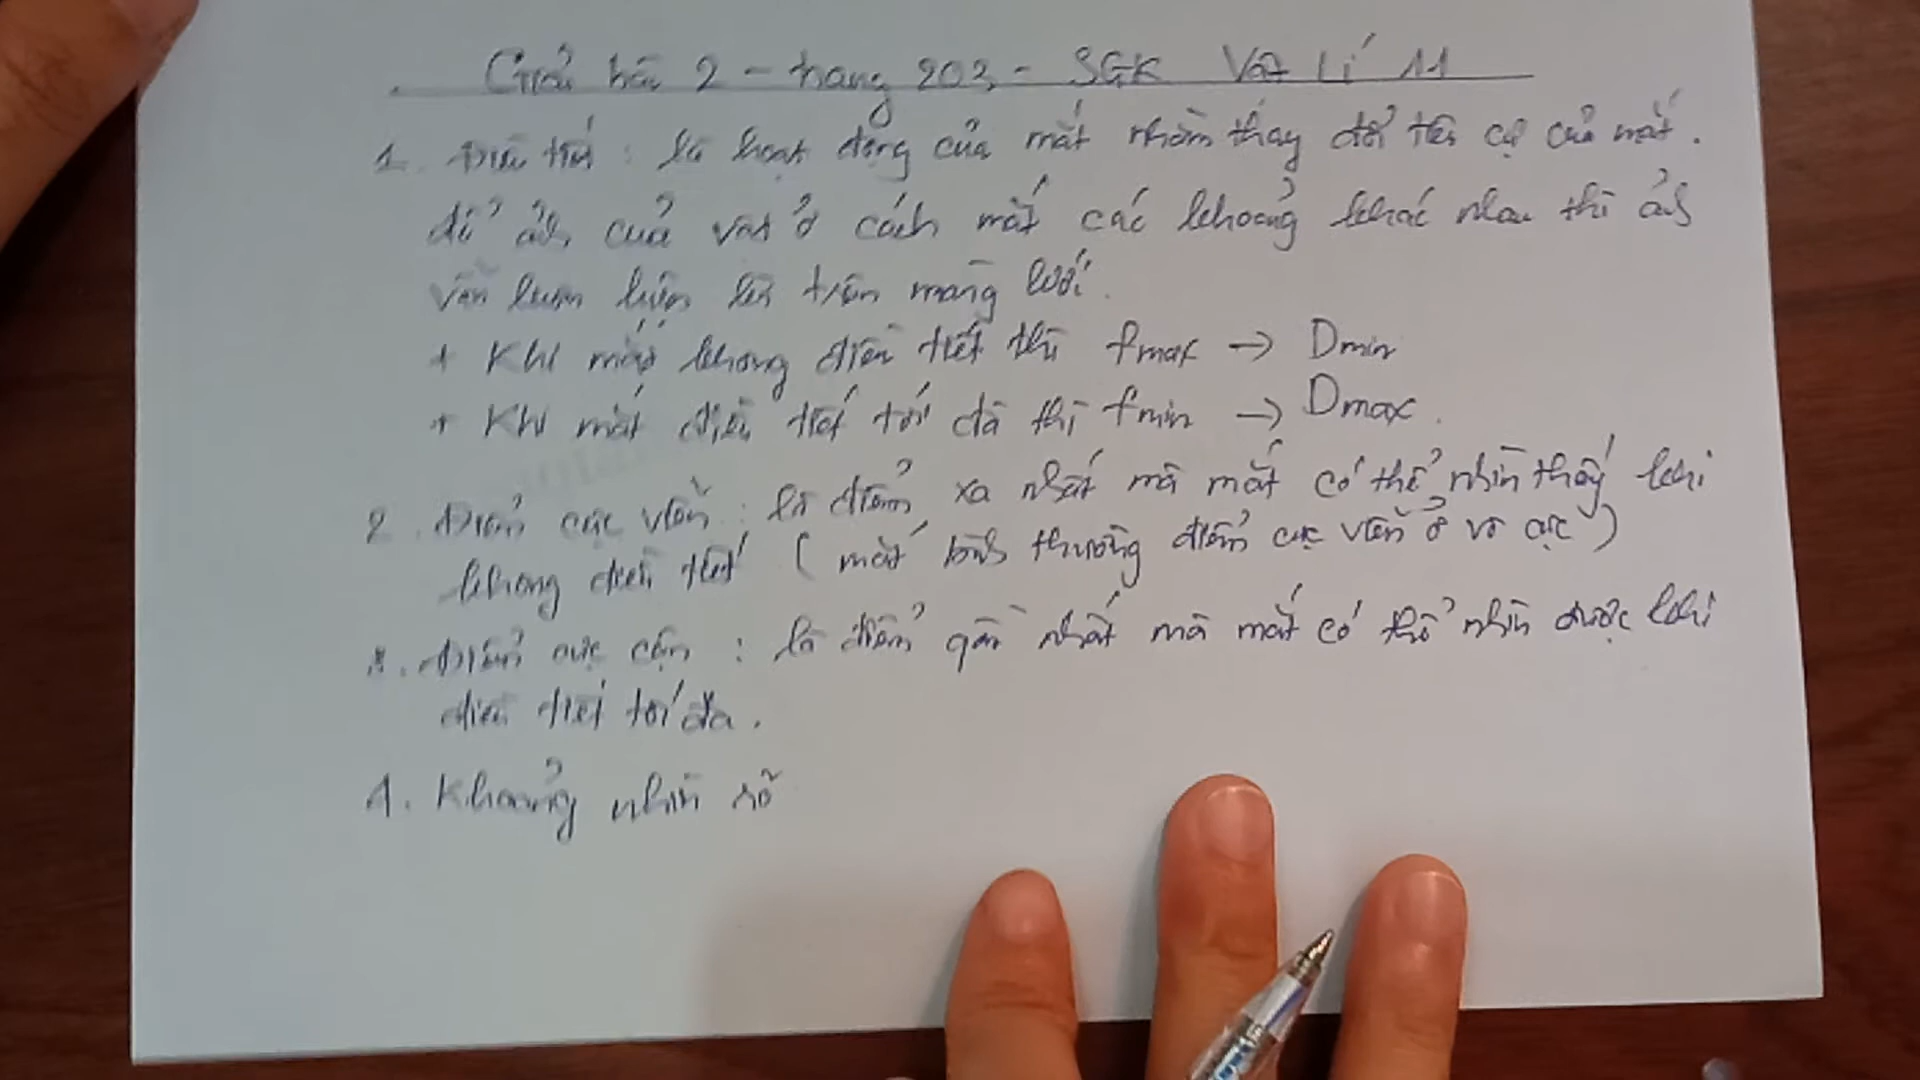 Giải bài 2 - trang 203 - SGK Vật Lí 11
1. Điều tiết : là hoạt động của mắt nhằm thay đổi tiêu cự của mắt.
để ảnh của vật ở cách mắt các khoảng khác nhau thì ảnh
vẫn luôn hiện lên trên màng lưới.
+ Khi mắt không điều tiết thì fmax → Dmin
+ Khi mắt điều tiết tối đa thì fmin → Dmax.
2. Điểm cực viễn : là điểm xa nhất mà mắt có thể nhìn thấy khi
không điều tiết ( mắt bình thường điểm cực viễn ở vô cực )
3. Điểm cực cận : là điểm gần nhất mà mắt có thể nhìn được khi
điều tiết tối đa.
4. Khoảng nhìn rõ